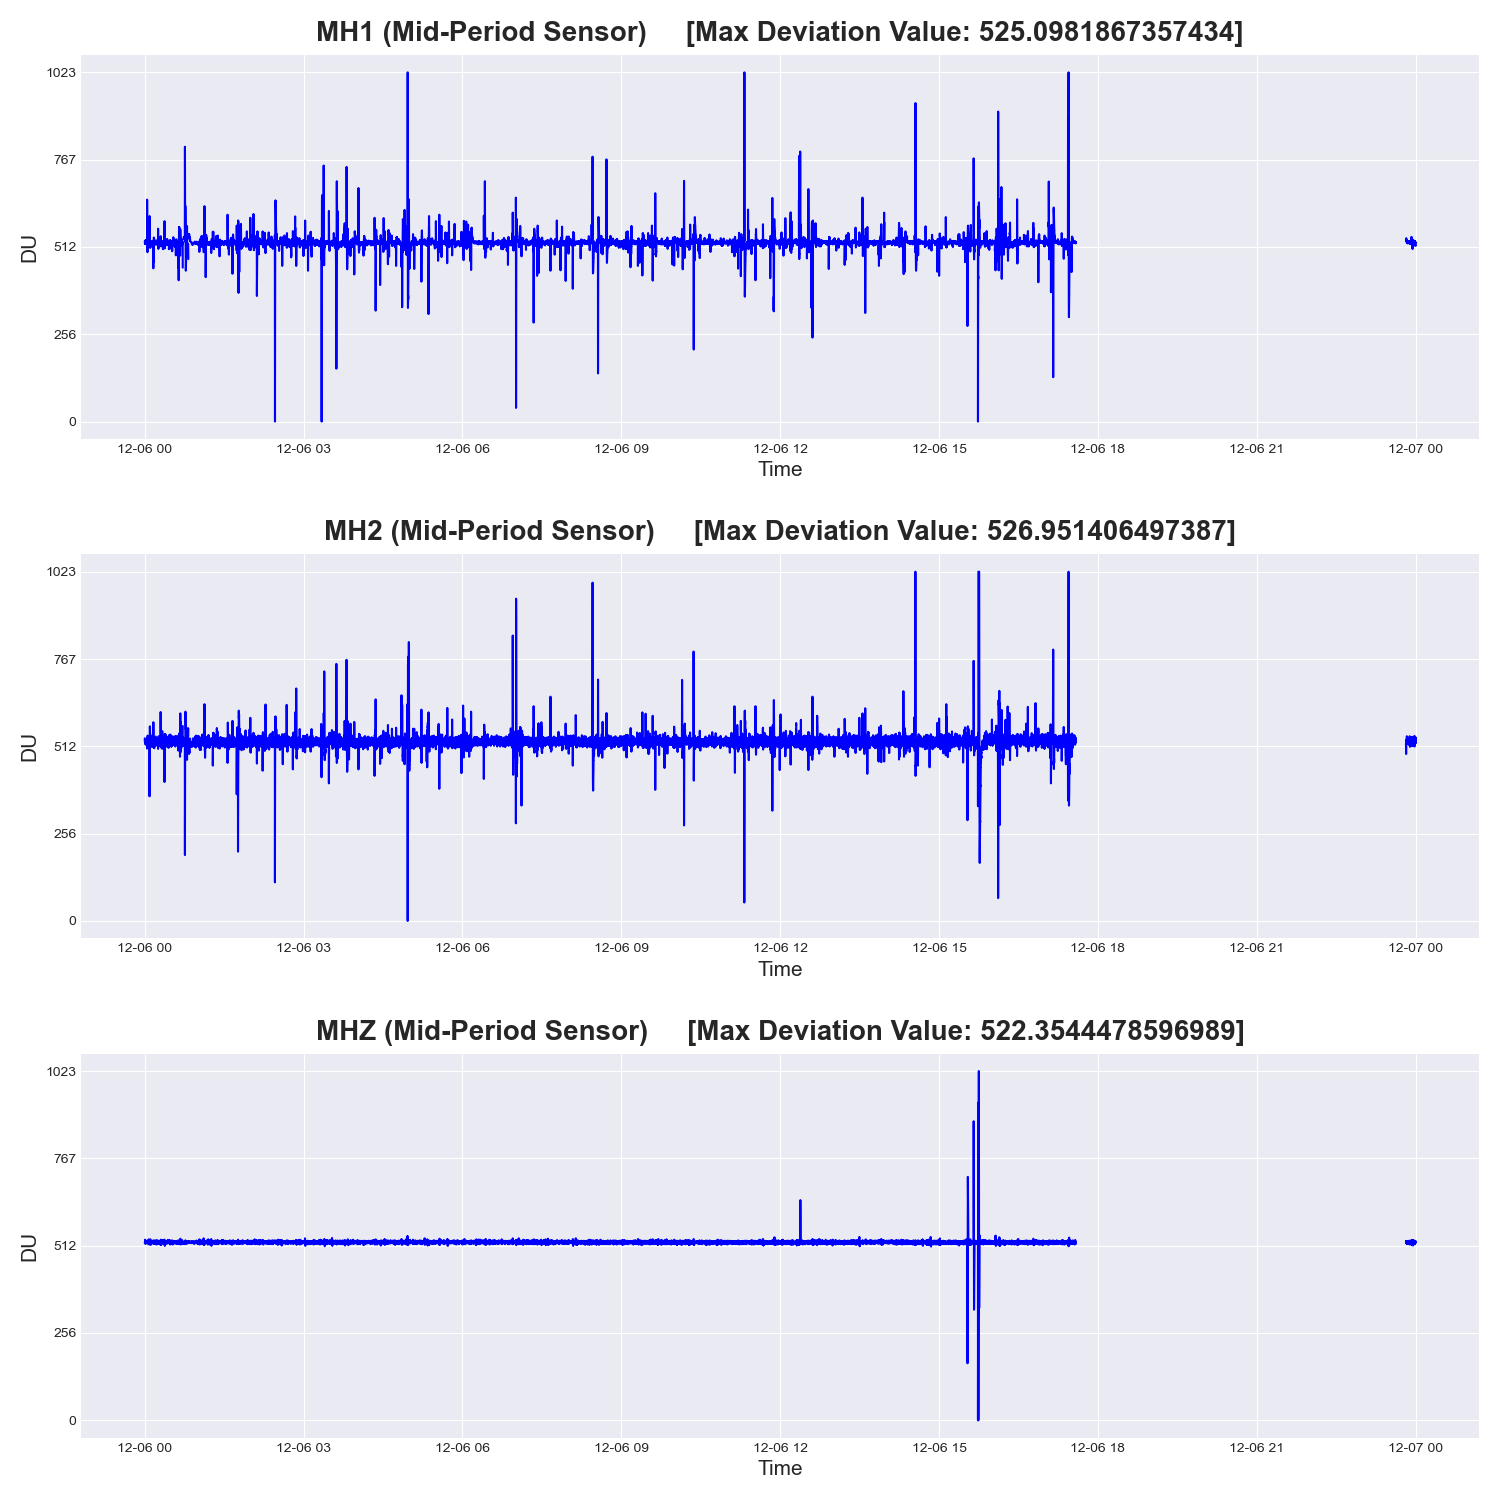 MH1 (Mid-Period Sensor) [Max Deviation Value: 525.0981867357434]
1023
767
512
256
0
DU
12-06 00 12-06 03 12-06 06 12-06 09 12-06 12 12-06 15 12-06 18 12-06 21 12-07 00
Time
MH2 (Mid-Period Sensor) [Max Deviation Value: 526.951406497387]
1023
767
512
256
0
DU
12-06 00 12-06 03 12-06 06 12-06 09 12-06 12 12-06 15 12-06 18 12-06 21 12-07 00
Time
MHZ (Mid-Period Sensor) [Max Deviation Value: 522.3544478596989]
1023
767
512
256
0
DU
12-06 00 12-06 03 12-06 06 12-06 09 12-06 12 12-06 15 12-06 18 12-06 21 12-07 00
Time